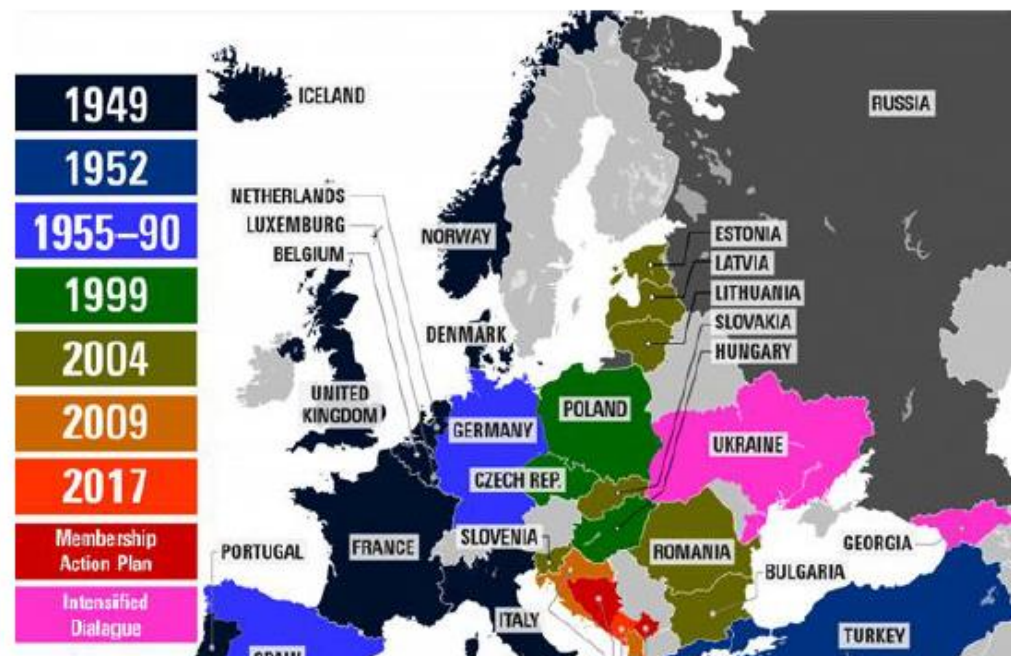 1949
1952
1955–90
1999
2004
2009
2017
Membership
Action Plan
Intensified
Dialague
ICELAND
NETHERLANDS
LUXEMBURG
BELGIUM
NORWAY
DENMARK
UNITED
KINGDOM
RUSSIA
ESTONIA
LATVIA
LITHUANIA
SLOVAKIA
HUNGARY
POLAND
GERMANY
UKRAINE
CZECH REP.
PORTUGAL
FRANCE
SLOVENIA
ROMANIA
GEORGIA
BULGARIA
ITALY
TURKEY
SPAIN